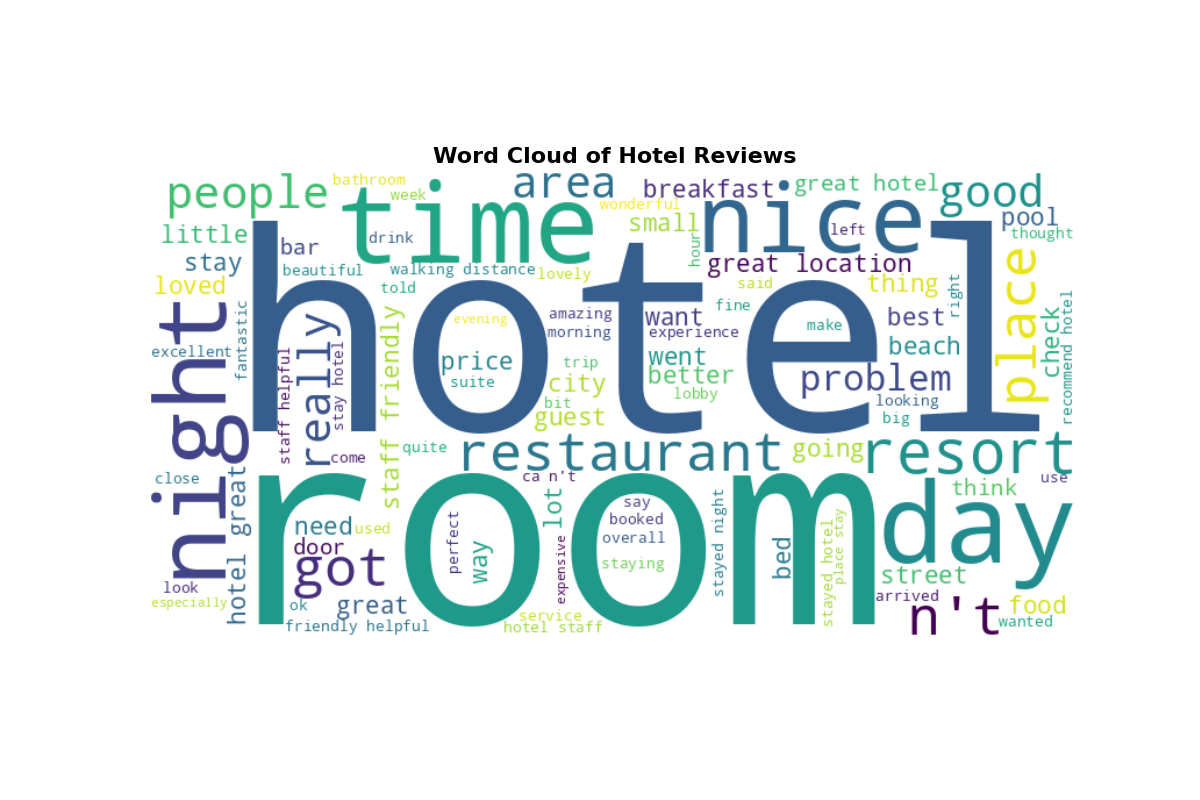 Word Cloud of Hotel Reviews
people
bathroom
week
time
area
wonderful
breakfast
small
nice
great hotel
good
pool
thought
little
stay
loved
bar
drink
beautiful
walking distance
lovely
told
hour
left
great location
said
thing
right
place
check
recommend hotel
hotel
night
excellent
fantastic
really
staff helpful
stay hotel
staff friendly
evening
price
suite
amazing
morning
trip
city
bit
guest
want
experience
went
better
lobby
fine
make
problem
best
beach
looking
big
come
quite
restaurant
going
resort
close
ca n't
use
hotel great
room
day
think
need
used
door
got
perfect
way
lot
expensive
say
booked
overall
staying
stayed night
bed
stayed hotel
place stay
street
arrived
n't
food
wanted
look
especially
ok
great
friendly helpful
service
hotel staff